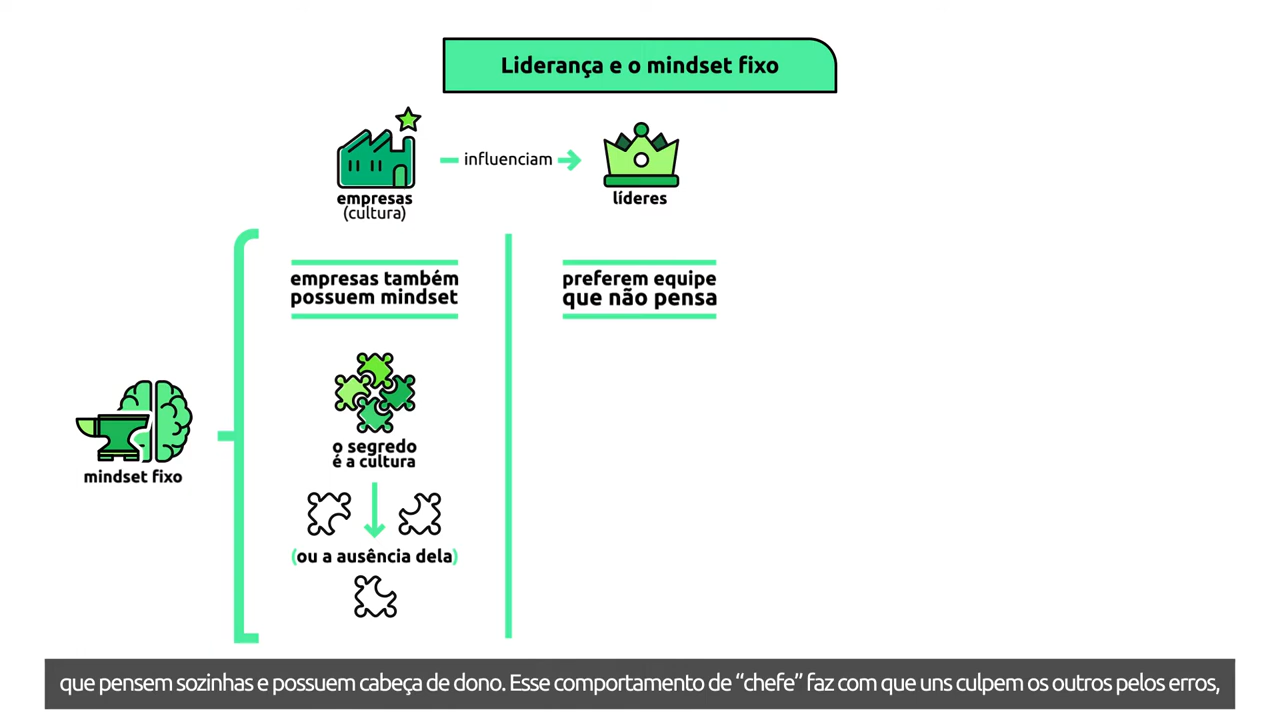 Liderança e o mindset fixo
empresas
(cultura)
influenciam
líderes
empresas também
possuem mindset
preferem equipe
que não pensa
mindset fixo
o segredo
é a cultura
(ou a ausência dela)
que pensem sozinhas e possuem cabeça de dono. Esse comportamento de “chefe” faz com que uns culpem os outros pelos erros,